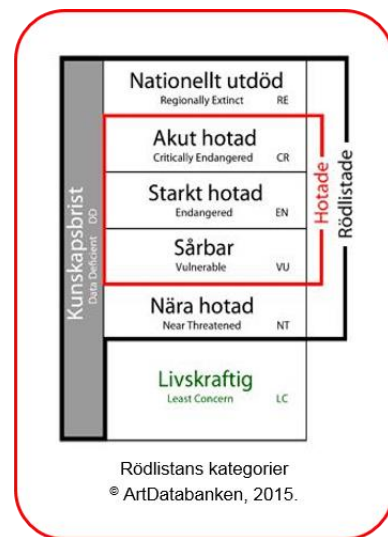 Nationellt utdöd
Regionally Extinct RE
Akut hotad
Critically Endangered CR
Starkt hotad
Endangered EN
Sårbar
Vulnerable VU
Nära hotad
Near Threatened NT
Livskraftig
Least Concern LC
Kunskapsbrist
Data Deficient DD
Hotade
Rödlistade
Rödlistans kategorier
© ArtDatabanken, 2015.